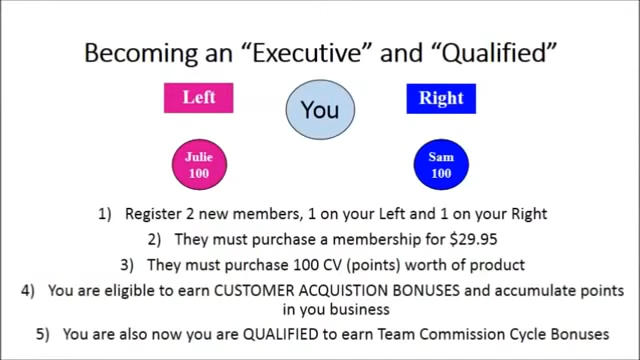 Becoming an “Executive” and “Qualified”
Left
You
Right
Julie
100
Sam
100
1) Register 2 new members, 1 on your Left and 1 on your Right
2) They must purchase a membership for $29.95
3) They must purchase 100 CV (points) worth of product
4) You are eligible to earn CUSTOMER ACQUISTION BONUSES and accumulate points
in you business
5) You are also now you are QUALIFIED to earn Team Commission Cycle Bonuses